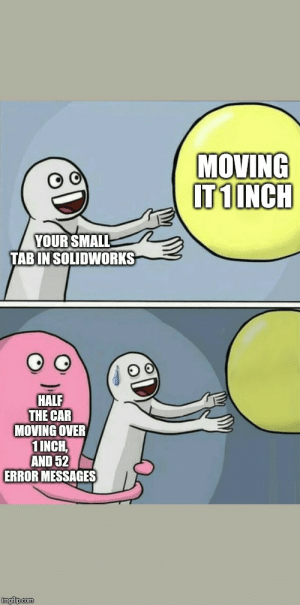 MOVING
IT 1 INCH
YOUR SMALL
TAB IN SOLIDWORKS
HALF
THE CAR
MOVING OVER
1 INCH,
AND 52
ERROR MESSAGES
imgflip.com